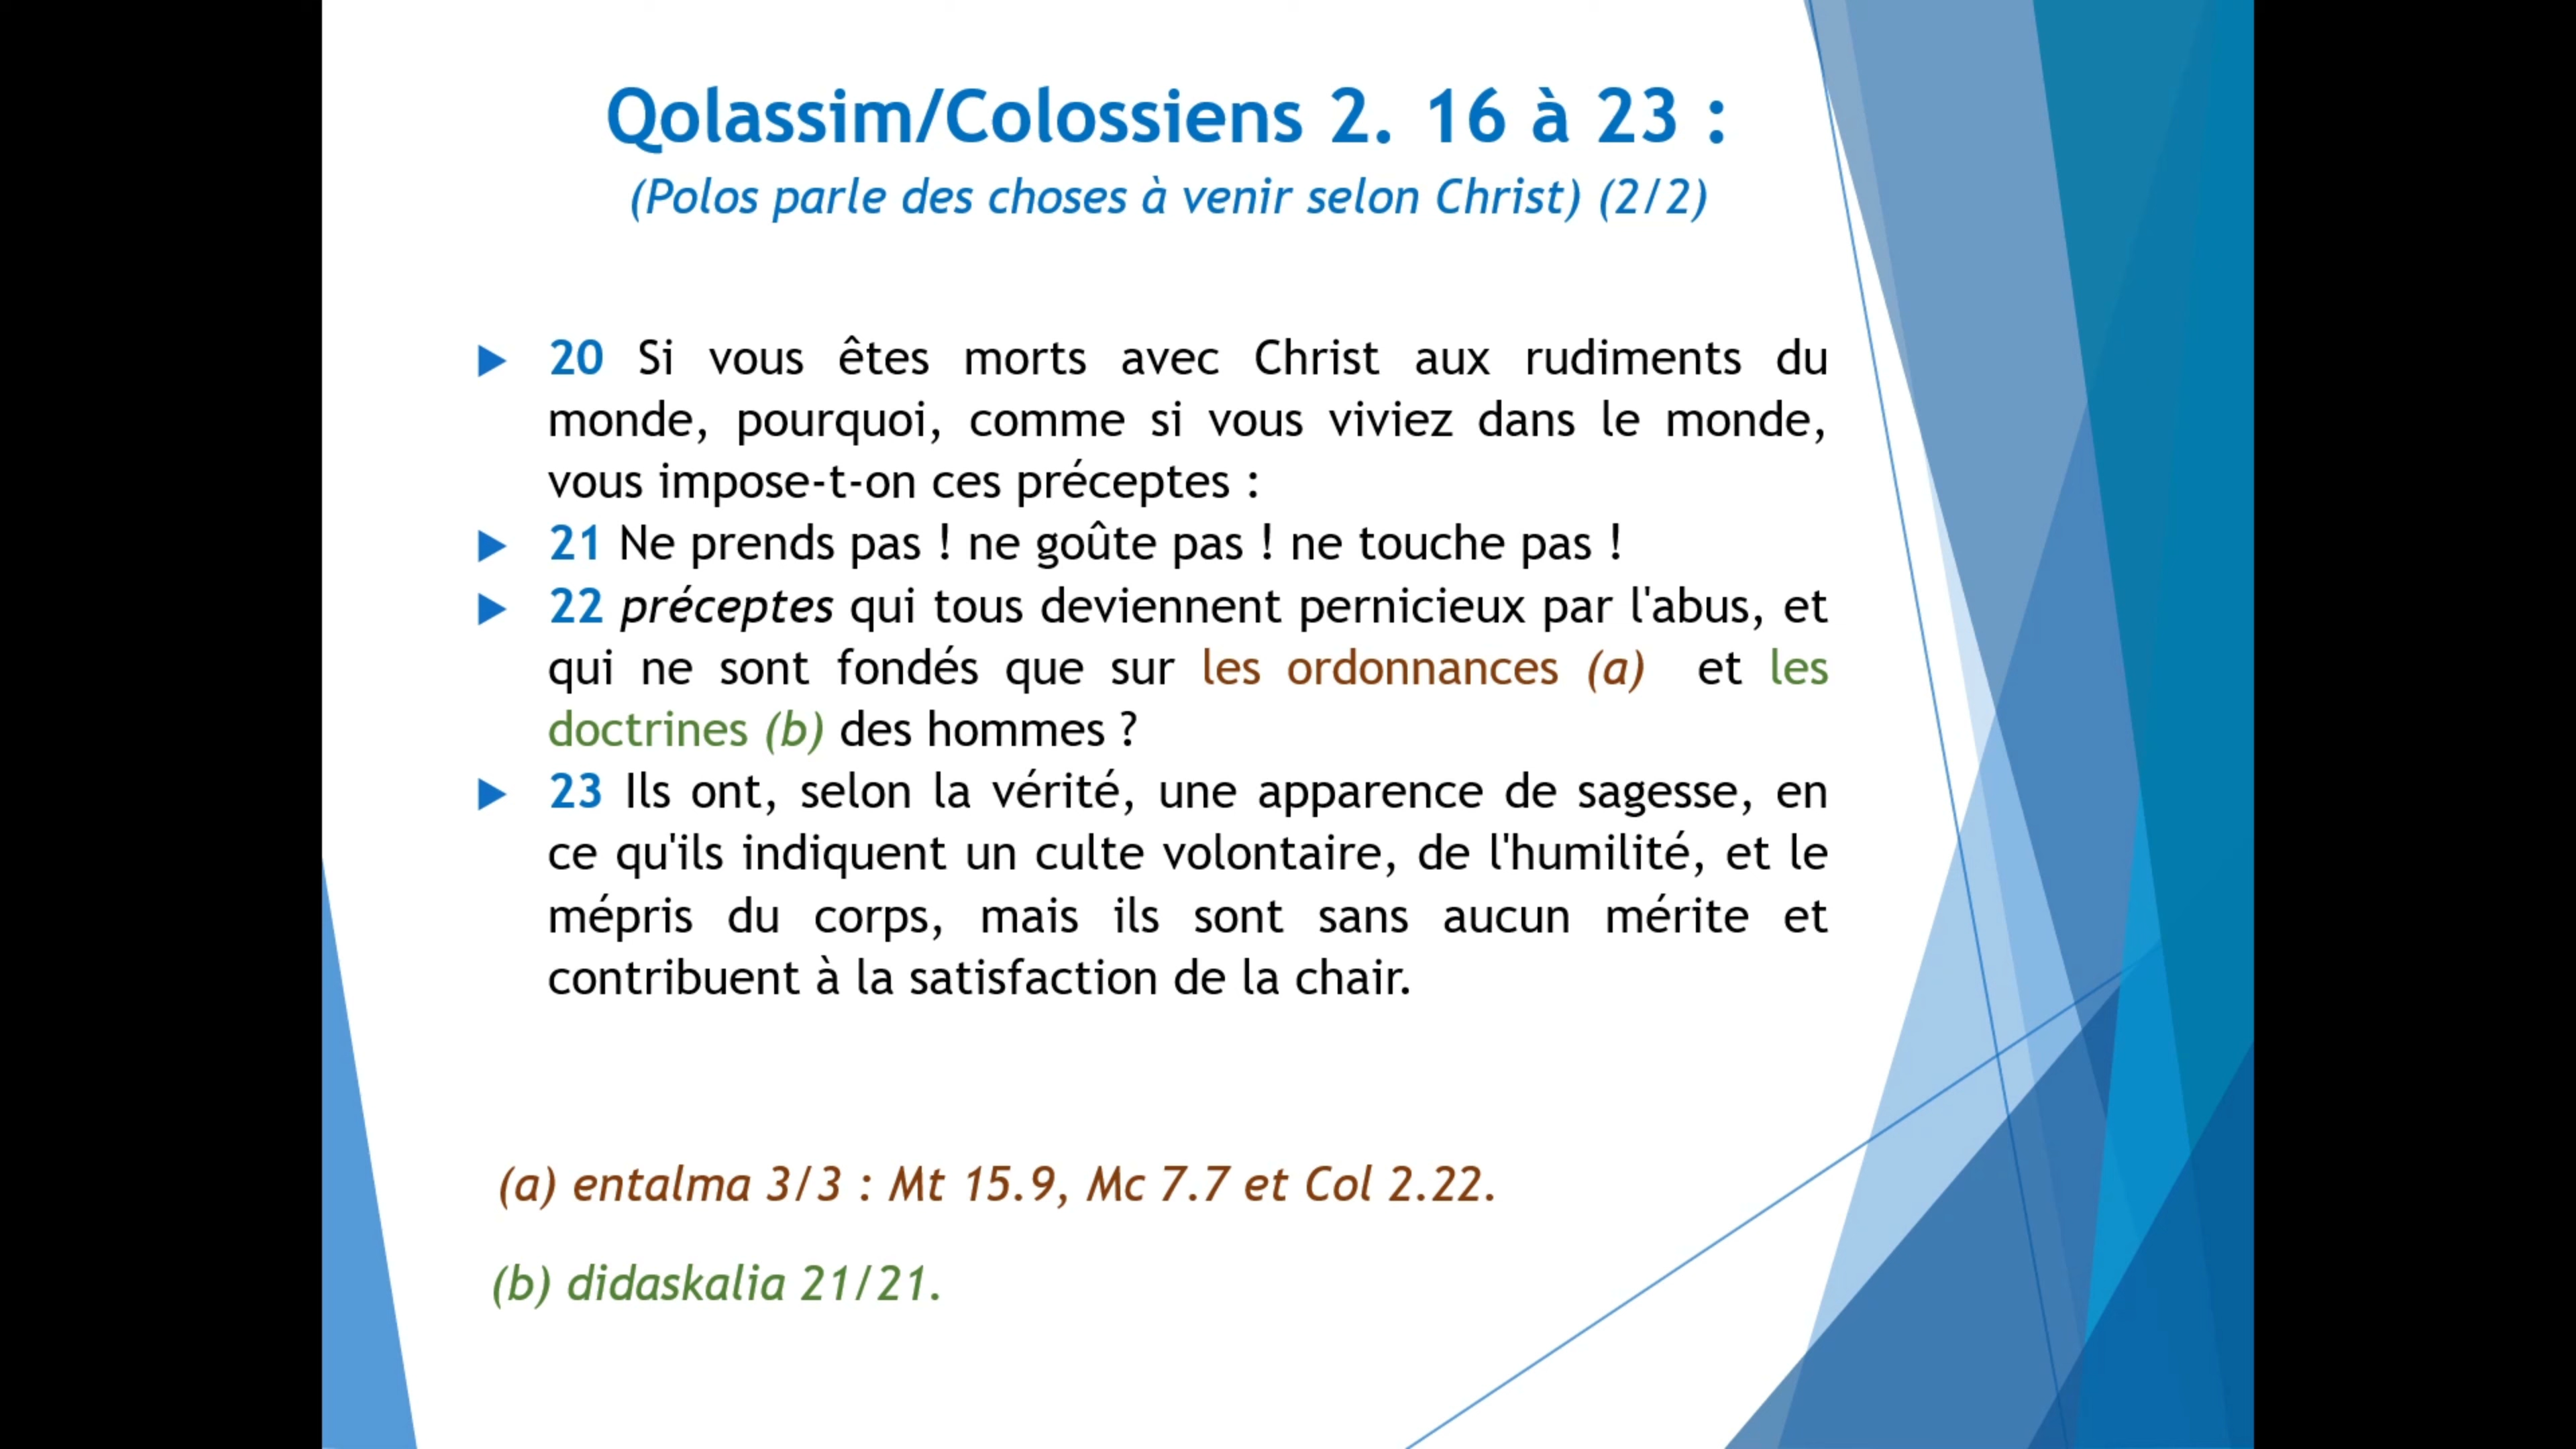 Qolassim/Colossiens 2. 16 à 23 :
(Polos parle des choses à venir selon Christ) (2/2)
20 Si vous êtes morts avec Christ aux rudiments du
monde, pourquoi, comme si vous viviez dans le monde,
vous impose-t-on ces préceptes :
21 Ne prends pas ! ne goûte pas ! ne touche pas !
22 préceptes qui tous deviennent pernicieux par l'abus, et
qui ne sont fondés que sur les ordonnances (a) et les
doctrines (b) des hommes ?
23 Ils ont, selon la vérité, une apparence de sagesse, en
ce qu'ils indiquent un culte volontaire, de l'humilité, et le
mépris du corps, mais ils sont sans aucun mérite et
contribuent à la satisfaction de la chair.
(a) entalma 3/3 : Mt 15.9, Mc 7.7 et Col 2.22.
(b) didaskalia 21/21.